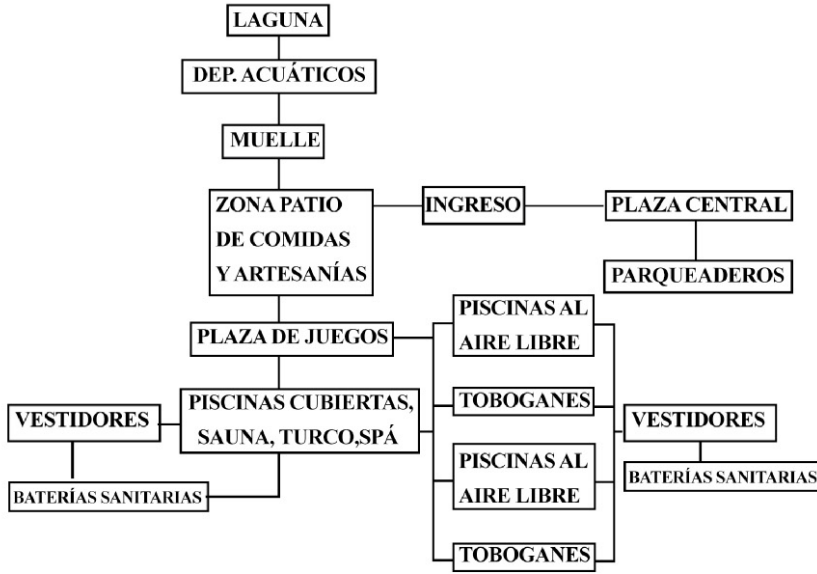 LAGUNA
DEP. ACUÁTICOS
MUELLE
ZONA PATIO
DE COMIDAS
Y ARTESANÍAS
INGRESO
PLAZA CENTRAL
PARQUEADEROS
PLAZA DE JUEGOS
PISCINAS AL
AIRE LIBRE
TOBOGANES
VESTIDORES
PISCINAS CUBIERTAS,
SAUNA, TURCO,SPÁ
VESTIDORES
BATERÍAS SANITARIAS
PISCINAS AL
AIRE LIBRE
BATERÍAS SANITARIAS
TOBOGANES